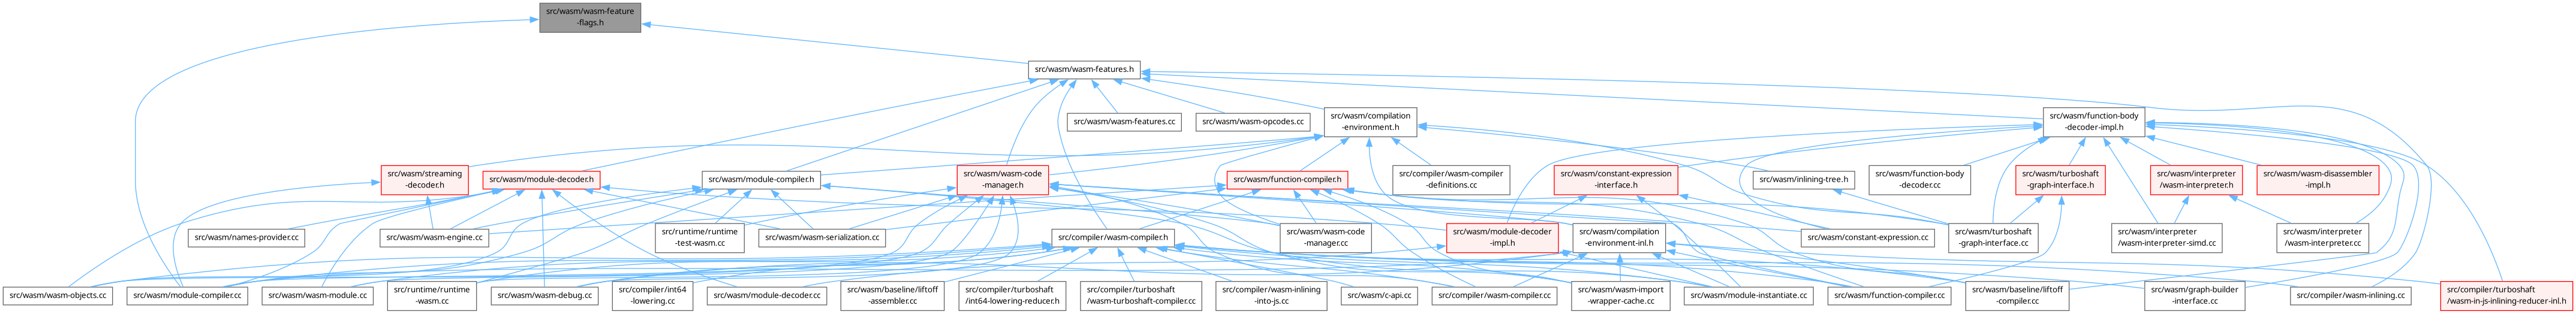 src/wasm/wasm-feature
-flags.h
src/wasm/wasm-features.h
src/wasm/wasm-features.cc
src/wasm/wasm-opcodes.cc
src/wasm/compilation
-environment.h
src/wasm/function-body
-decoder-impl.h
src/wasm/streaming
-decoder.h
src/wasm/module-decoder.h
src/wasm/module-compiler.h
src/wasm/wasm-code
-manager.h
src/wasm/function-compiler.h
src/compiler/wasm-compiler
-definitions.cc
src/wasm/constant-expression
-interface.h
src/wasm/inlining-tree.h
src/wasm/function-body
-decoder.cc
src/wasm/turboshaft
-graph-interface.h
src/wasm/interpreter
/wasm-interpreter.h
src/wasm/wasm-disassembler
-impl.h
src/wasm/names-provider.cc
src/wasm/wasm-engine.cc
src/runtime/runtime
-test-wasm.cc
src/wasm/wasm-serialization.cc
src/compiler/wasm-compiler.h
src/wasm/wasm-code
-manager.cc
src/wasm/module-decoder
-impl.h
src/wasm/compilation
-environment-inl.h
src/wasm/constant-expression.cc
src/wasm/turboshaft
-graph-interface.cc
src/wasm/interpreter
/wasm-interpreter-simd.cc
src/wasm/interpreter
/wasm-interpreter.cc
src/wasm/wasm-objects.cc
src/wasm/module-compiler.cc
src/wasm/wasm-module.cc
src/runtime/runtime
-wasm.cc
src/wasm/wasm-debug.cc
src/compiler/int64
-lowering.cc
src/wasm/module-decoder.cc
src/wasm/baseline/liftoff
-assembler.cc
src/compiler/turboshaft
/int64-lowering-reducer.h
src/compiler/turboshaft
/wasm-turboshaft-compiler.cc
src/compiler/wasm-inlining
-into-js.cc
src/wasm/c-api.cc
src/compiler/wasm-compiler.cc
src/wasm/wasm-import
-wrapper-cache.cc
src/wasm/module-instantiate.cc
src/wasm/function-compiler.cc
src/wasm/baseline/liftoff
-compiler.cc
src/wasm/graph-builder
-interface.cc
src/compiler/wasm-inlining.cc
src/compiler/turboshaft
/wasm-in-js-inlining-reducer-inl.h